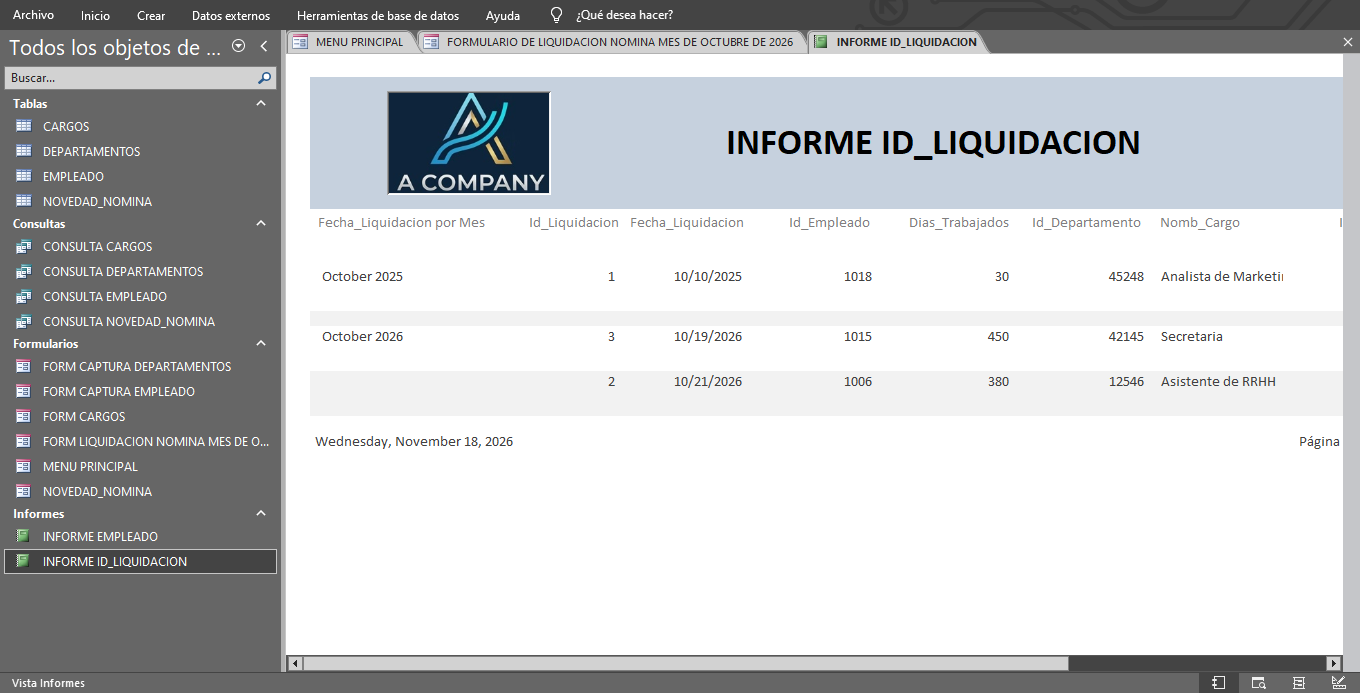 Archivo Inicio Crear Datos externos Herramientas de base de datos Ayuda ¿Qué desea hacer?
Todos los objetos de ...
MENU PRINCIPAL FORMULARIO DE LIQUIDACION NOMINA MES DE OCTUBRE DE 2026 INFORME ID_LIQUIDACION
Buscar...
Tablas
CARGOS
DEPARTAMENTOS
EMPLEADO
NOVEDAD_NOMINA
Consultas
CONSULTA CARGOS
CONSULTA DEPARTAMENTOS
CONSULTA EMPLEADO
CONSULTA NOVEDAD_NOMINA
Formularios
FORM CAPTURA DEPARTAMENTOS
FORM CAPTURA EMPLEADO
FORM CARGOS
FORM LIQUIDACION NOMINA MES DE O...
MENU PRINCIPAL
NOVEDAD_NOMINA
Informes
INFORME EMPLEADO
INFORME ID_LIQUIDACION
A COMPANY
INFORME ID_LIQUIDACION
Fecha_Liquidacion por Mes Id_Liquidacion Fecha_Liquidacion Id_Empleado Dias_Trabajados Id_Departamento Nomb_Cargo
October 2025 1 10/10/2025 1018 30 45248 Analista de Marketi
October 2026 3 10/19/2026 1015 450 42145 Secretaria
2 10/21/2026 1006 380 12546 Asistente de RRHH
Wednesday, November 18, 2026 Página
Vista Informes